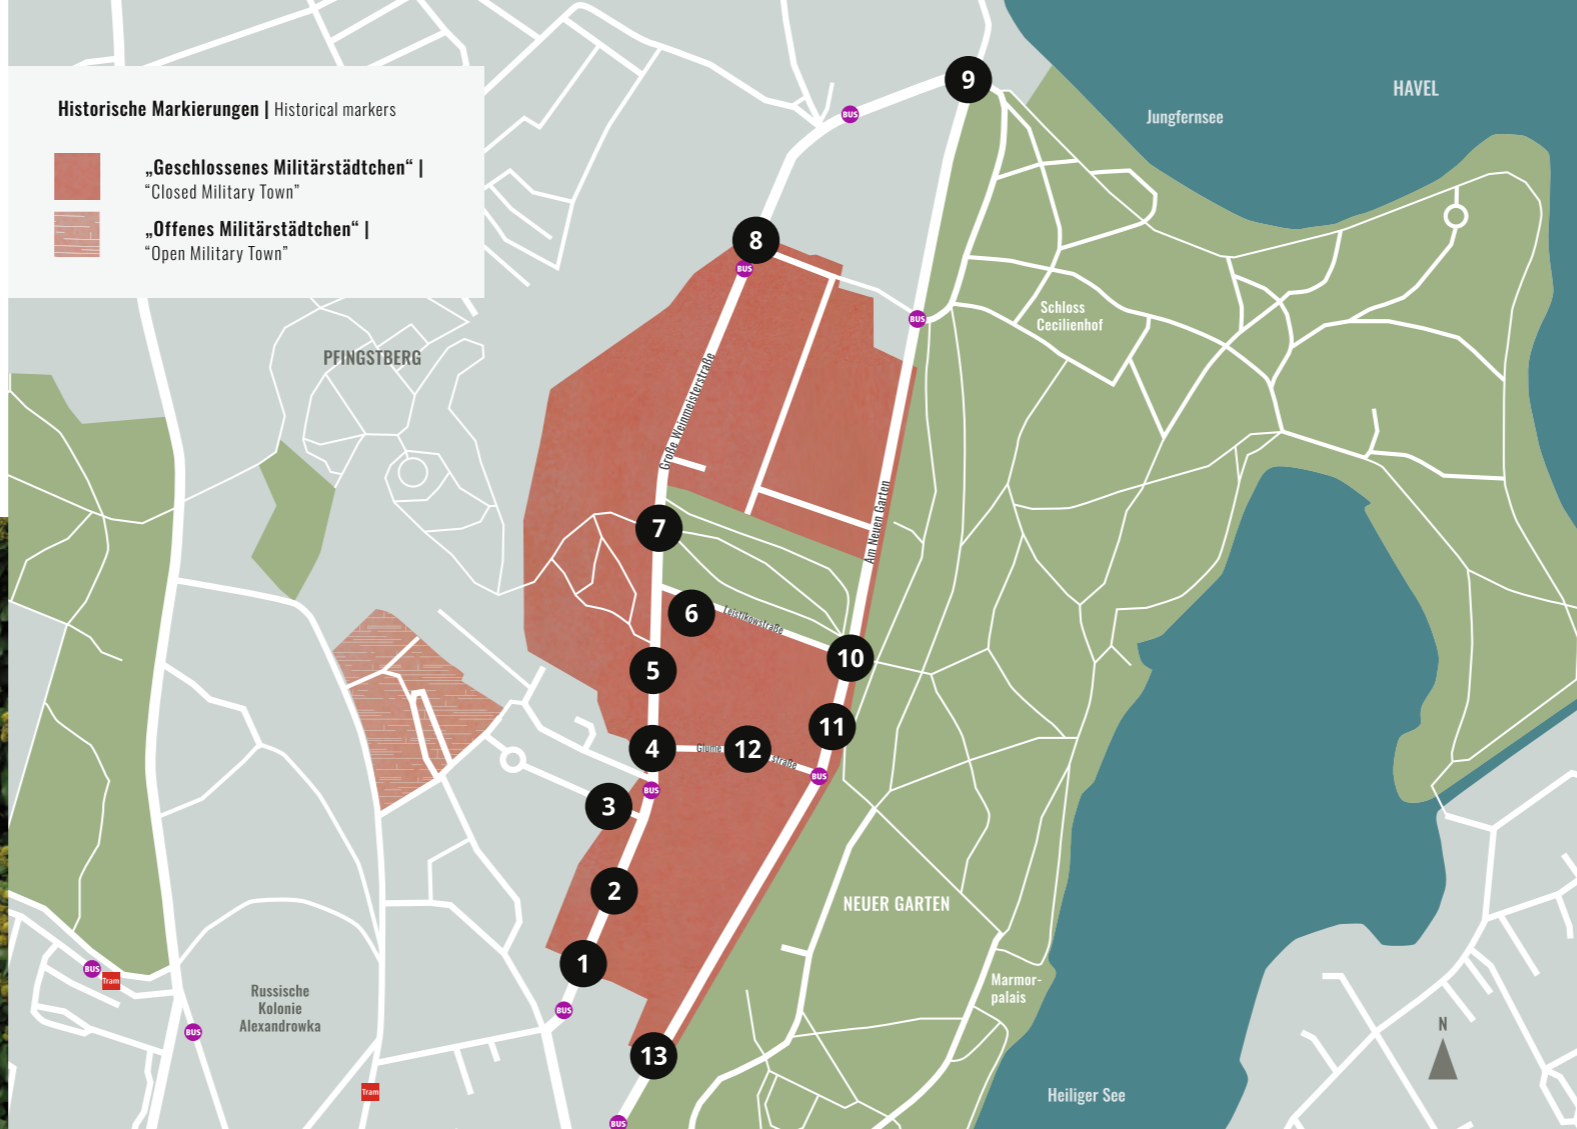 Historische Markierungen | Historical markers
„Geschlossenes Militärstädtchen“ |
“Closed Military Town”
„Offenes Militärstädtchen“ |
“Open Military Town”
HAVEL
Jungfernsee
9
BUS
8
BUS
BUS
Schloss
Cecilienhof
PFINGSTBERG
Große Weinmeisterstraße
Am Neuen Garten
7
6
Leistikowstraße
10
5
11
4
Glume
12
straße
BUS
BUS
3
2
NEUER GARTEN
1
BUS
Tram
Russische
Kolonie
Alexandrowka
BUS
BUS
Marmor-
palais
13
N
Tram
Heiliger See
BUS